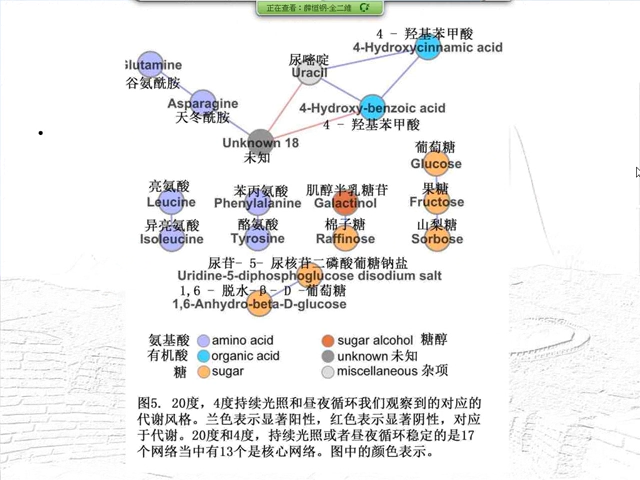 正在查看：薛恒钢-全二维
4 - 羟基苯甲酸
4-Hydroxycinnamic acid
尿嘧啶
Uracil
Glutamine
谷氨酰胺
Asparagine
天冬酰胺
4-Hydroxy-benzoic acid
4 - 羟基苯甲酸
Unknown 18
未知
葡萄糖
Glucose
亮氨酸
Leucine
苯丙氨酸
Phenylalanine
肌醇半乳糖苷
Galactinol
果糖
Fructose
异亮氨酸
Isoleucine
酪氨酸
Tyrosine
棉子糖
Raffinose
山梨糖
Sorbose
尿苷- 5- 尿核苷二磷酸葡糖钠盐
Uridine-5-diphosphoglucose disodium salt
1,6 - 脱水-β- D -葡萄糖
1,6-Anhydro-beta-D-glucose
氨基酸 amino acid sugar alcohol 糖醇
有机酸 organic acid unknown 未知
糖 sugar miscellaneous 杂项
图5. 20度，4度持续光照和昼夜循环我们观察到的对应的
代谢风格。兰色表示显著阳性，红色表示显著阴性，对应
于代谢。20度和4度，持续光照或者昼夜循环稳定的是17
个网络当中有13个是核心网络。图中的颜色表示。